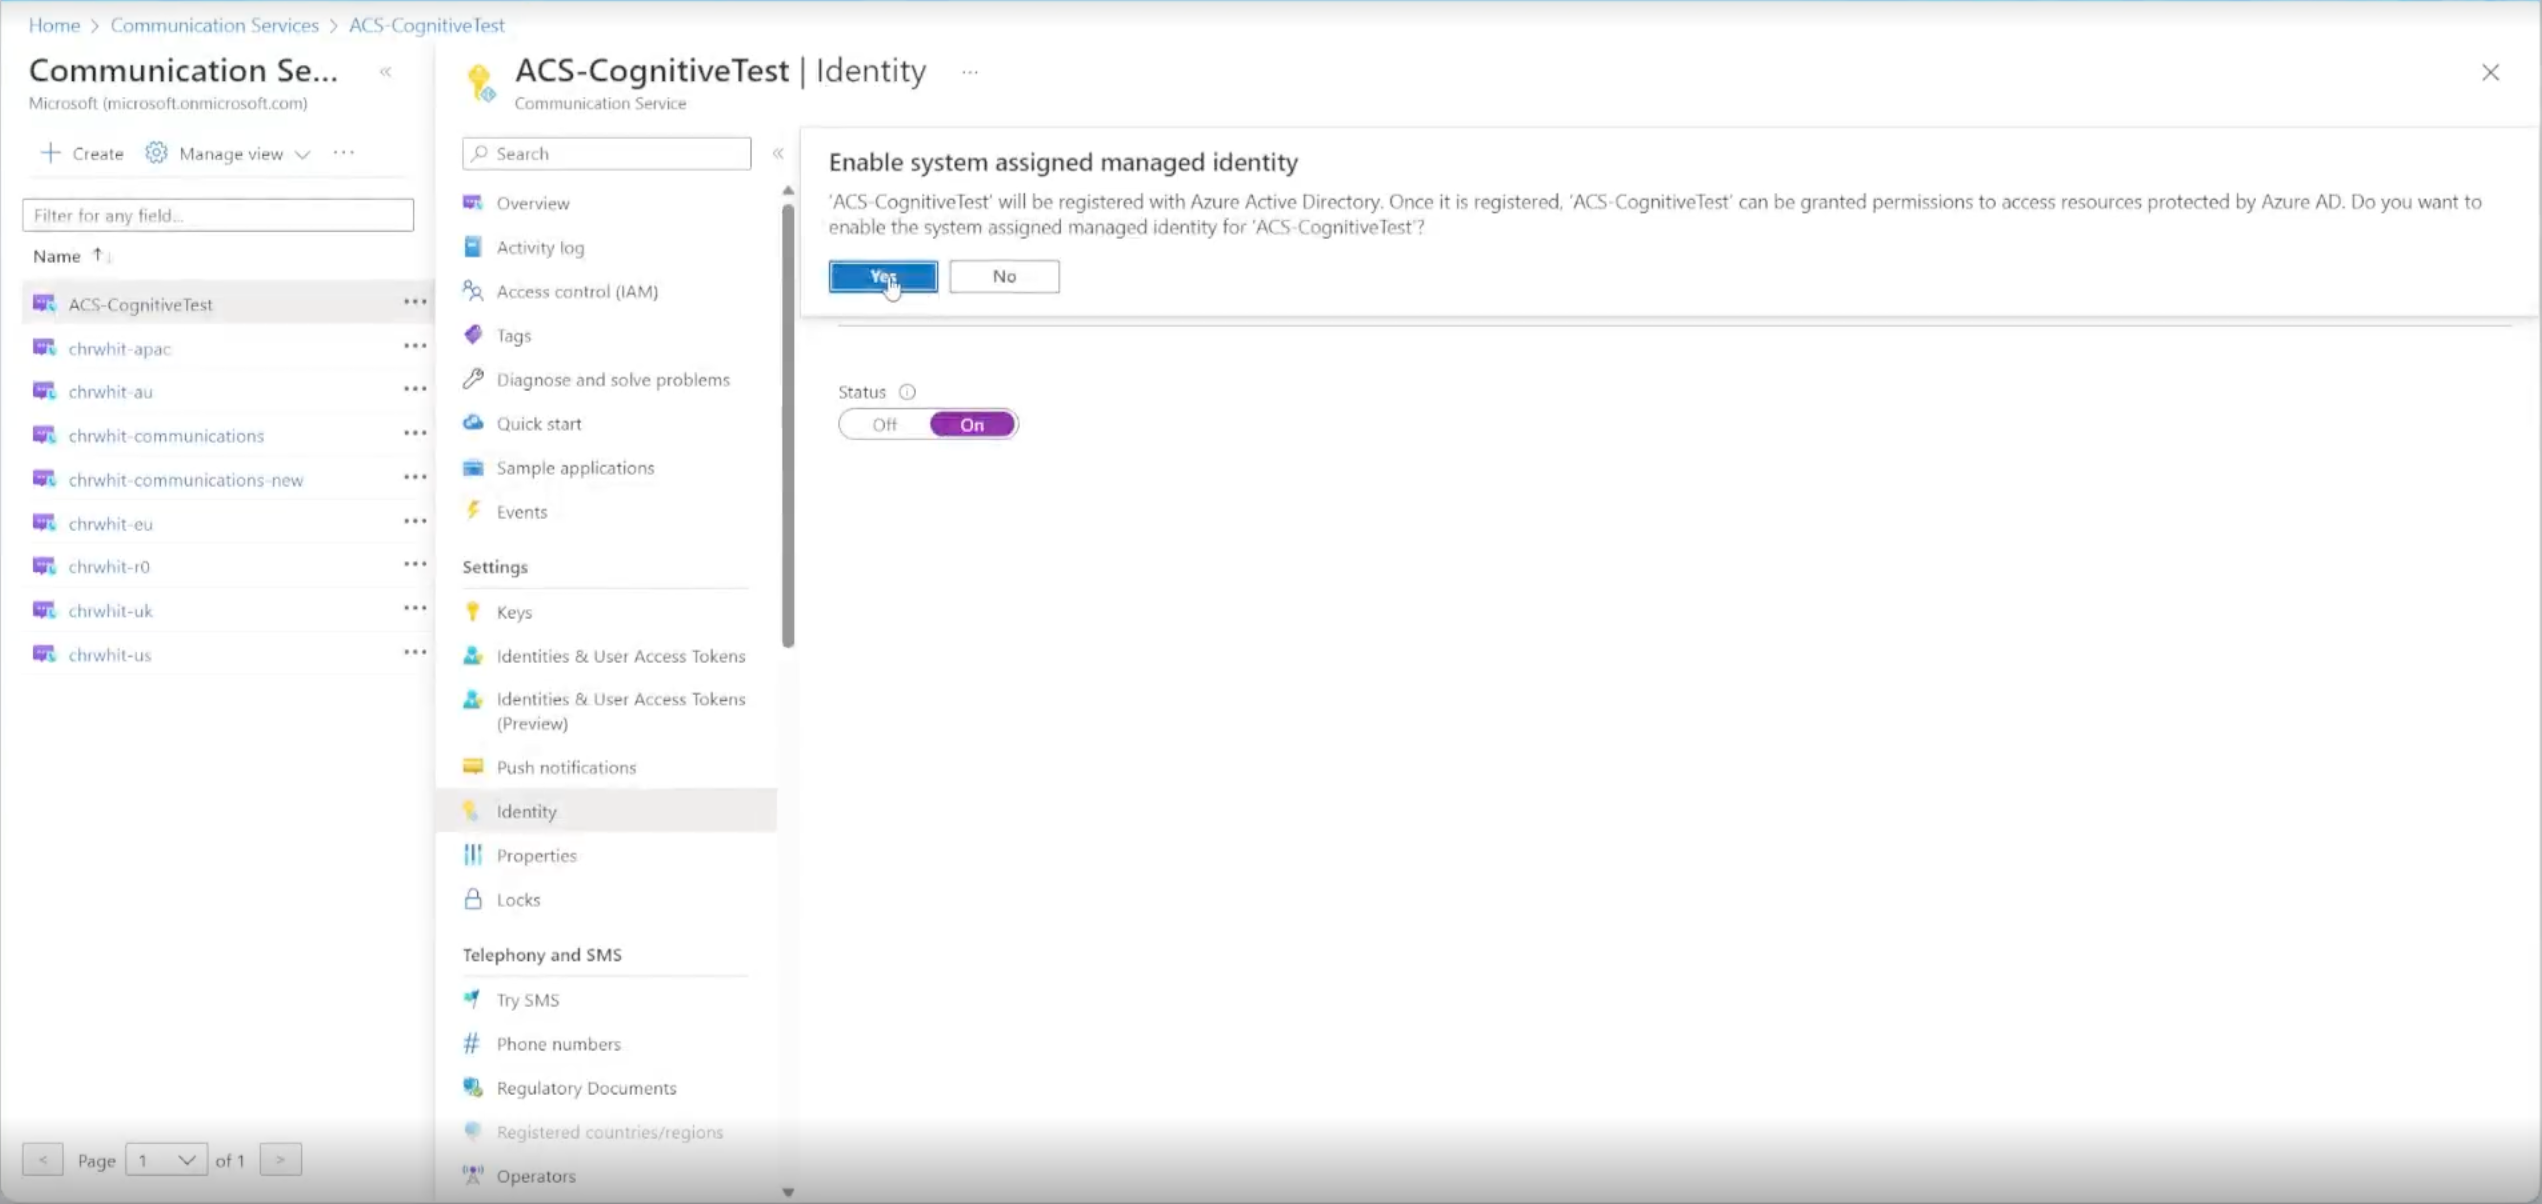 Home > Communication Services > ACS-CognitiveTest
Communication Se... «
Microsoft (microsoft.onmicrosoft.com)
+ Create Manage view ...
Filter for any field...
Name ↑
ACS-CognitiveTest ...
chrwhit-apac ...
chrwhit-au ...
chrwhit-communications ...
chrwhit-communications-new ...
chrwhit-eu ...
chrwhit-r0 ...
chrwhit-uk ...
chrwhit-us ...
< Page 1 of 1 >
ACS-CognitiveTest | Identity ...
Communication Service
Search «
Overview
Activity log
Access control (IAM)
Tags
Diagnose and solve problems
Quick start
Sample applications
Events
Settings
Keys
Identities & User Access Tokens
Identities & User Access Tokens
(Preview)
Push notifications
Identity
Properties
Locks
Telephony and SMS
Try SMS
Phone numbers
Regulatory Documents
Registered countries/regions
Operators
Enable system assigned managed identity
'ACS-CognitiveTest' will be registered with Azure Active Directory. Once it is registered, 'ACS-CognitiveTest' can be granted permissions to access resources protected by Azure AD. Do you want to
enable the system assigned managed identity for 'ACS-CognitiveTest'?
Yes No
Status
Off On